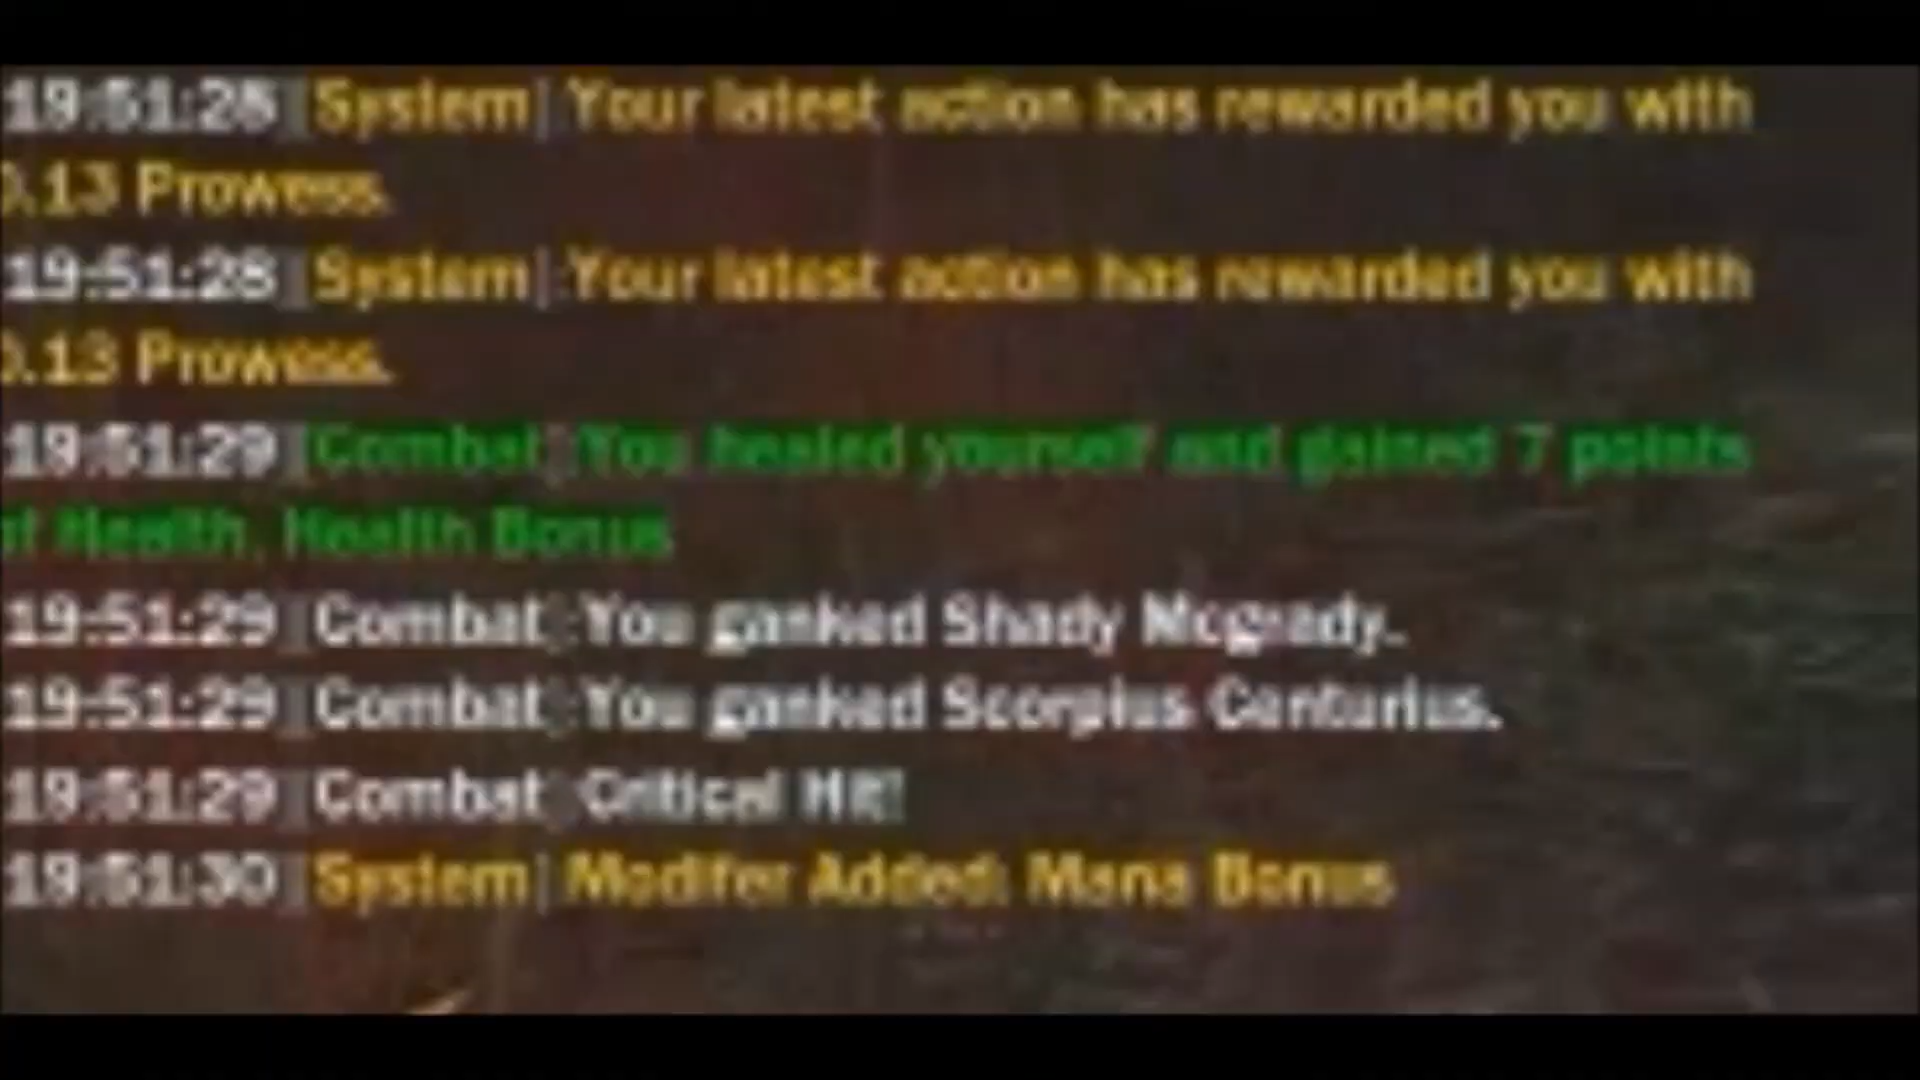 19:51:28 [System] Your latest action has rewarded you with
0.13 Prowess.
19:51:28 [System] Your latest action has rewarded you with
0.13 Prowess.
19:51:29 [Combat] You healed yourself and gained 7 points
of Health, Health Bonus
19:51:29 [Combat] You ganked Shady Mcgrady.
19:51:29 [Combat] You ganked Scorpius Centurius.
19:51:29 [Combat] Critical Hit!
19:51:30 [System] Modifer Added: Mana Bonus